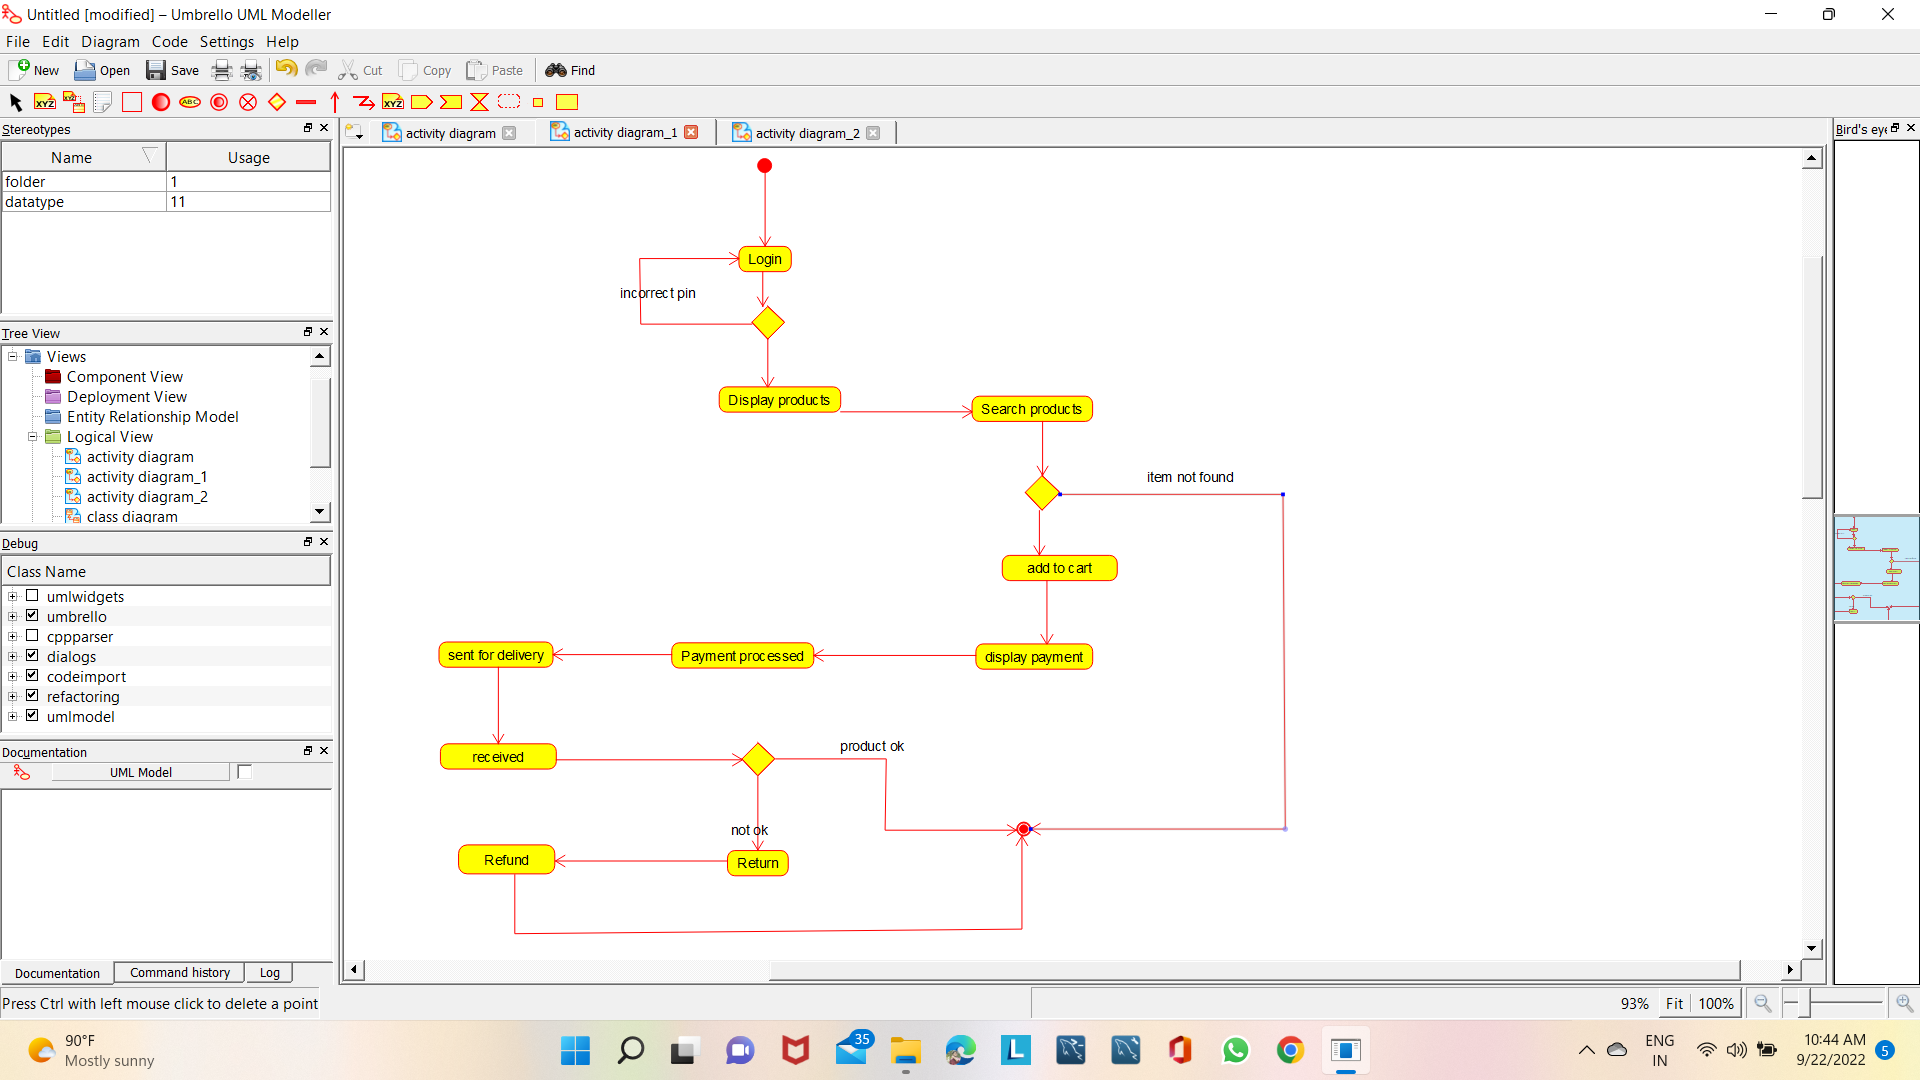 Untitled [modified] – Umbrello UML Modeller
File Edit Diagram Code Settings Help
New Open Save Cut Copy Paste Find
XYZ XYZ ABC XYZ
Stereotypes
Name Usage
folder 1
datatype 11
Tree View
Views
Component View
Deployment View
Entity Relationship Model
Logical View
activity diagram
activity diagram_1
activity diagram_2
class diagram
Debug
Class Name
umlwidgets
umbrello
cppparser
dialogs
codeimport
refactoring
umlmodel
Documentation
UML Model
Documentation Command history Log
Press Ctrl with left mouse click to delete a point
activity diagram activity diagram_1 activity diagram_2
Login
incorrect pin
Display products
Search products
item not found
add to cart
sent for delivery
Payment processed
display payment
received
product ok
not ok
Refund
Return
Bird's eye
93% Fit 100%
90°F
Mostly sunny
35
L
ENG
IN
10:44 AM
9/22/2022
5